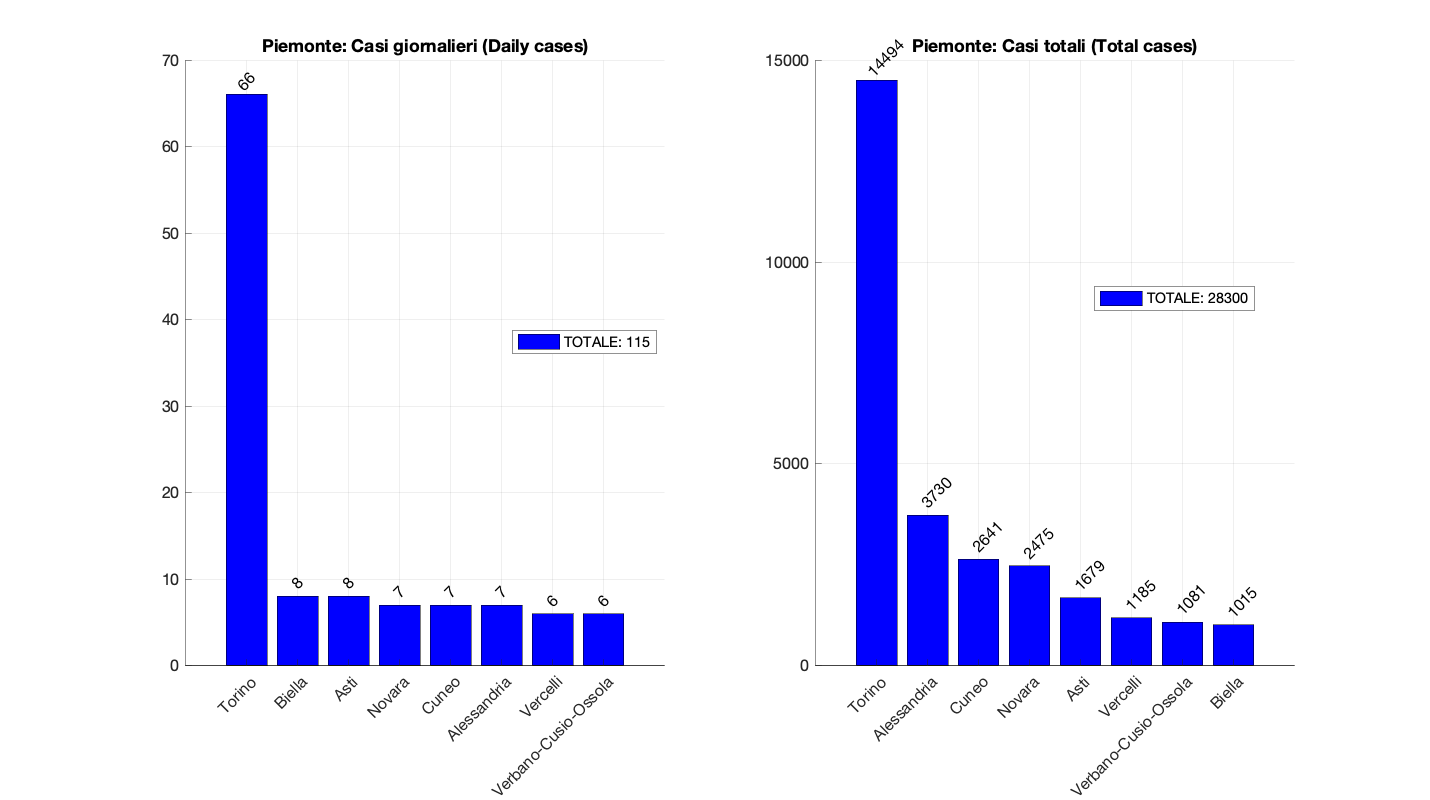 Piemonte: Casi giornalieri (Daily cases)
70
60
50
40
30
20
10
0
66
8
8
7
7
7
6
6
TOTALE: 115
Torino
Biella
Asti
Novara
Cuneo
Alessandria
Vercelli
Verbano-Cusio-Ossola
Piemonte: Casi totali (Total cases)
15000
10000
5000
0
14494
3730
2641
2475
1679
1185
1081
1015
TOTALE: 28300
Torino
Alessandria
Cuneo
Novara
Asti
Vercelli
Verbano-Cusio-Ossola
Biella